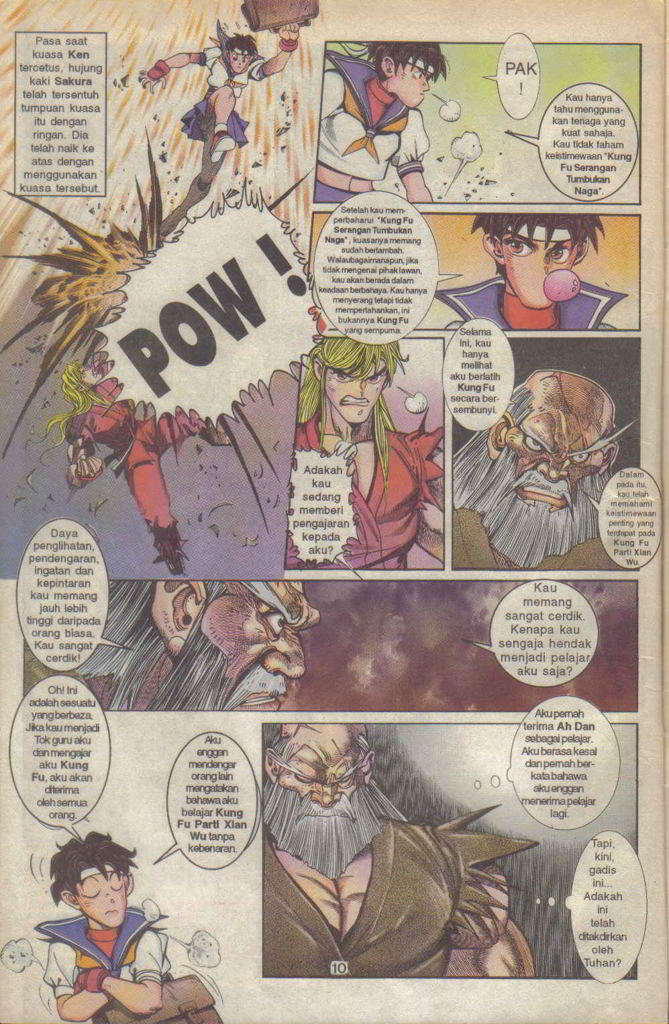 Pasa saat
kuasa Ken
tercetus, hujung
kaki Sakura
telah tersentuh
tumpuan kuasa
itu dengan
ringan. Dia
telah naik ke
atas dengan
menggunakan
kuasa tersebut.
POW!
PAK
!
Kau hanya
tahu mengguna-
kan tenaga yang
kuat sahaja.
Kau tidak faham
keistimewaan "Kung
Fu Serangan
Tumbukan
Naga".
Setelah kau mem-
perbaharui "Kung Fu
Serangan Tumbukan
Naga", kuasanya memang
sudah bertambah.
Walaubagaimanapun, jika
tidak mengenai pihak lawan,
kau akan berada dalam
keadaan berbahaya. Kau hanya
menyerang tetapi tidak
mempertahankan, ini
bukannya Kung Fu
yang sempurna.
Adakah
kau
sedang
memberi
pengajaran
kepada
aku?
Selama
ini, kau
hanya
melihat
aku berlatih
Kung Fu
secara ber-
sembunyi.
Dalam
pada itu,
kau telah
memahami
keistimewaan
penting yang
terdapat pada
Kung Fu
Parti Xian
Wu.
Daya
penglihatan,
pendengaran,
ingatan dan
kepintaran
kau memang
jauh lebih
daripada
orang biasa.
Kau sangat
cerdik!
Kau
memang
sangat cerdik.
Kenapa kau
sengaja hendak
menjadi pelajar
aku saja?
Oh! Ini
adalah sesuatu
yang berbeza.
Jika kau menjadi
Tok guru aku
dan mengajar
aku Kung
Fu, aku akan
diterima
oleh semua
orang.
Aku
enggan
mendengar
orang lain
mengatakan
bahawa aku
belajar Kung
Fu Parti Xian
Wu tanpa
kebenaran.
Aku pernah
terima Ah Dan
sebagai pelajar.
Aku berasa kesal
dan pernah ber-
kata bahawa
aku enggan
menerima pelajar
lagi.
Tapi,
kini,
gadis
ini...
Adakah
ini
telah
ditakdirkan
oleh
Tuhan?
10